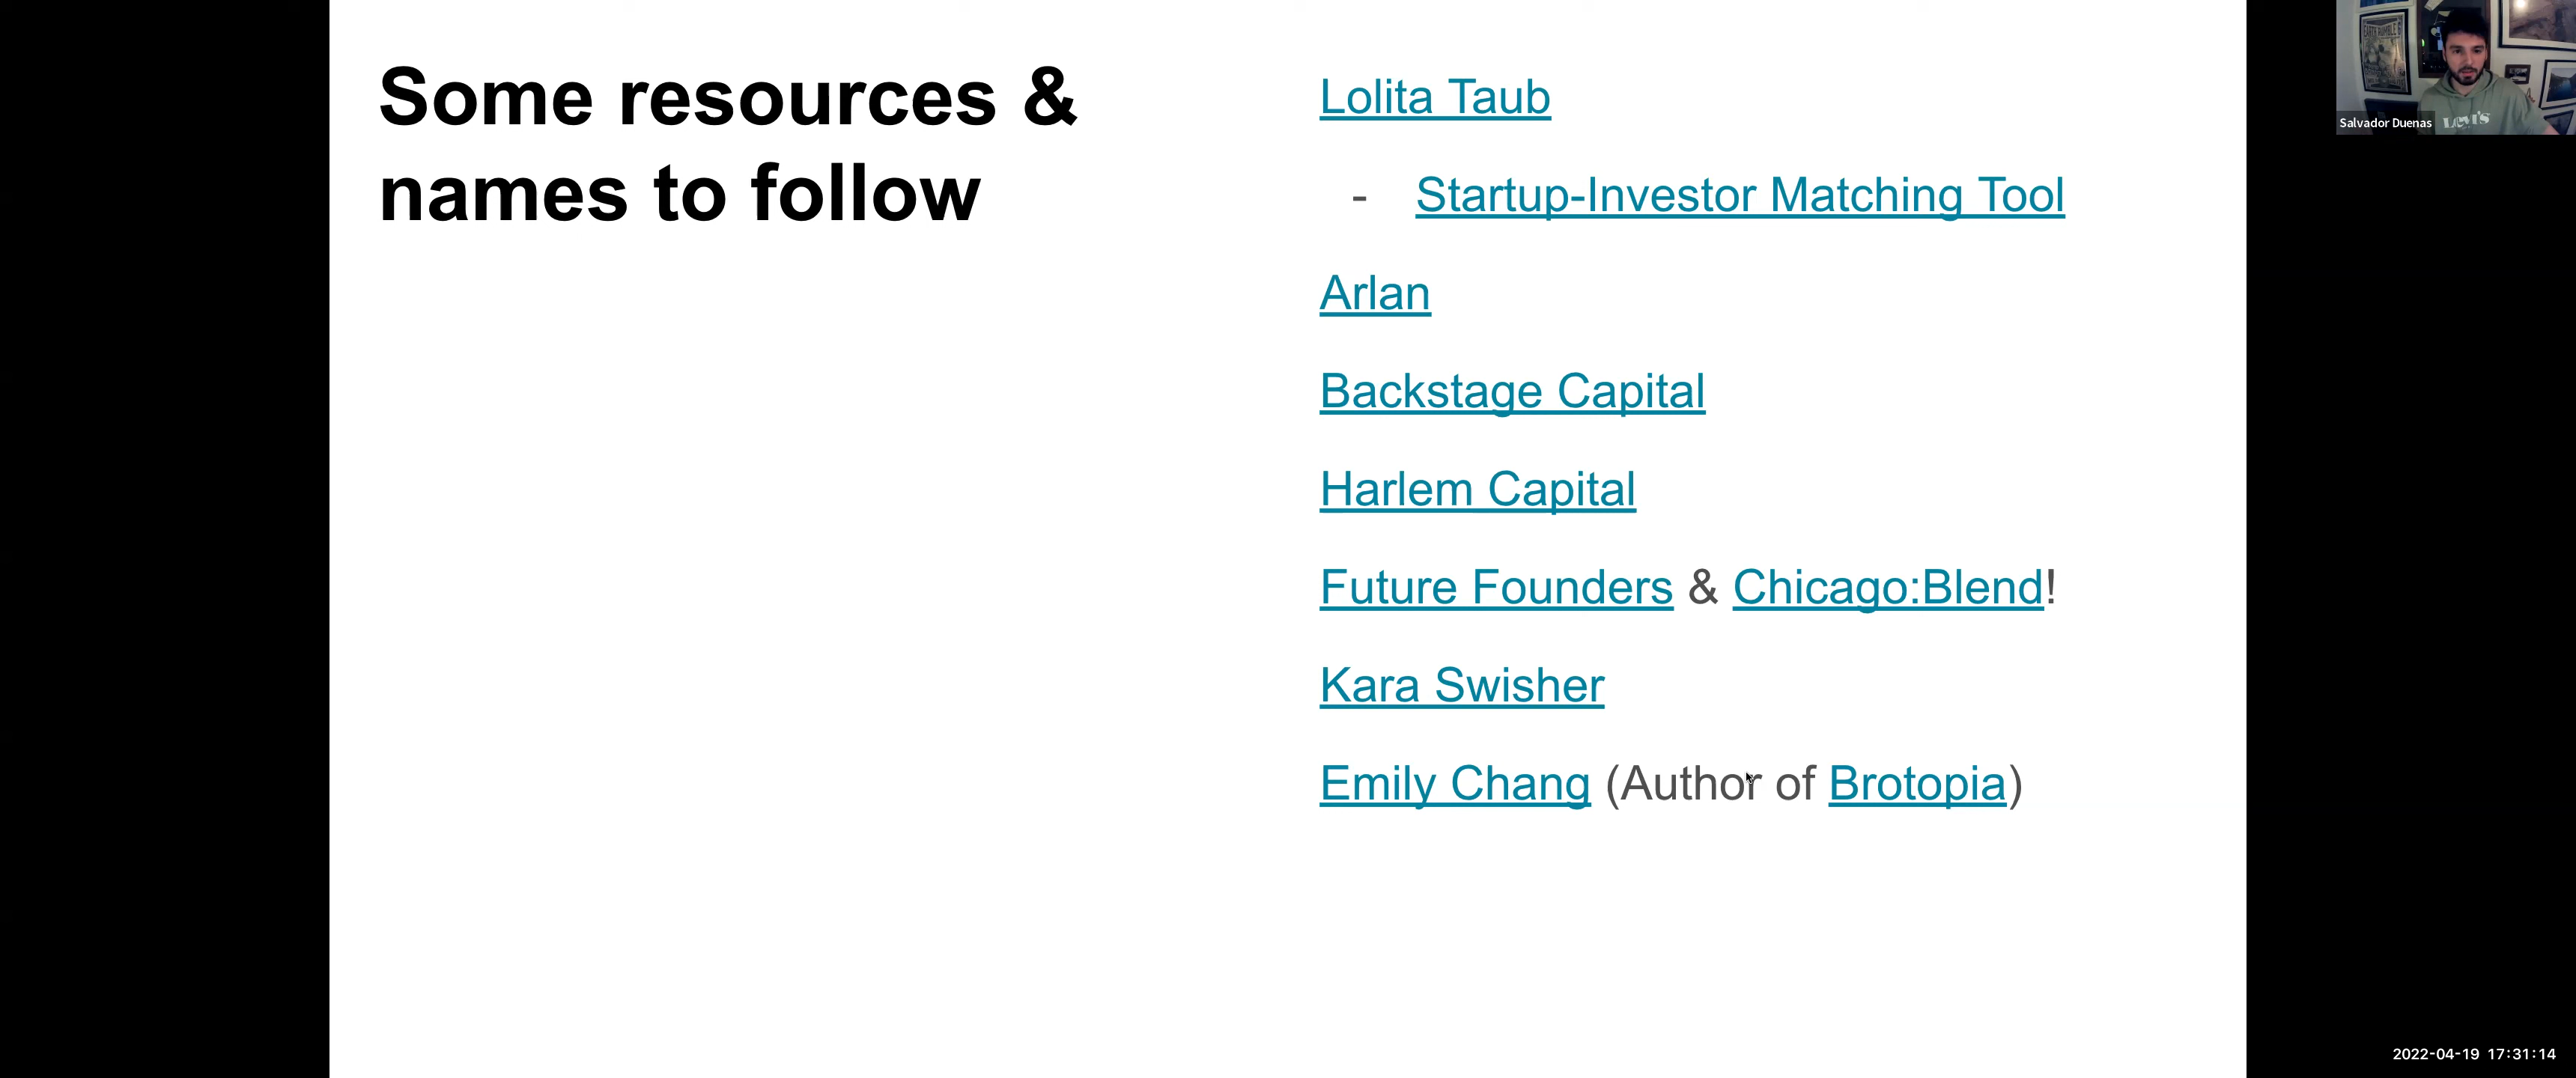 Some resources &
names to follow
Lolita Taub
- Startup-Investor Matching Tool
Arlan
Backstage Capital
Harlem Capital
Future Founders & Chicago:Blend!
Kara Swisher
Emily Chang (Author of Brotopia)
Salvador Duenas
Levi's
2022-04-19 17:31:14